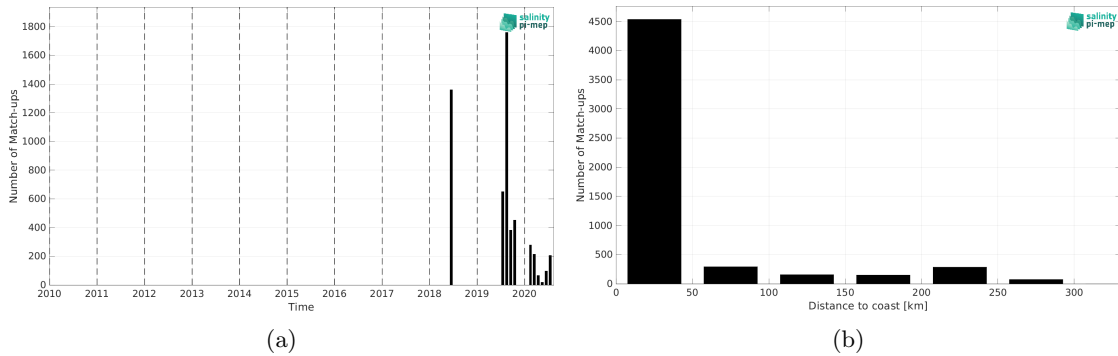 salinity
pi-mep
1800
1600
1400
1200
1000
800
600
400
200
0
Number of Match-ups
2010 2011 2012 2013 2014 2015 2016 2017 2018 2019 2020
Time
(a)
salinity
pi-mep
4500
4000
3500
3000
2500
2000
1500
1000
500
0
Number of Match-ups
0 50 100 150 200 250 300
Distance to coast [km]
(b)